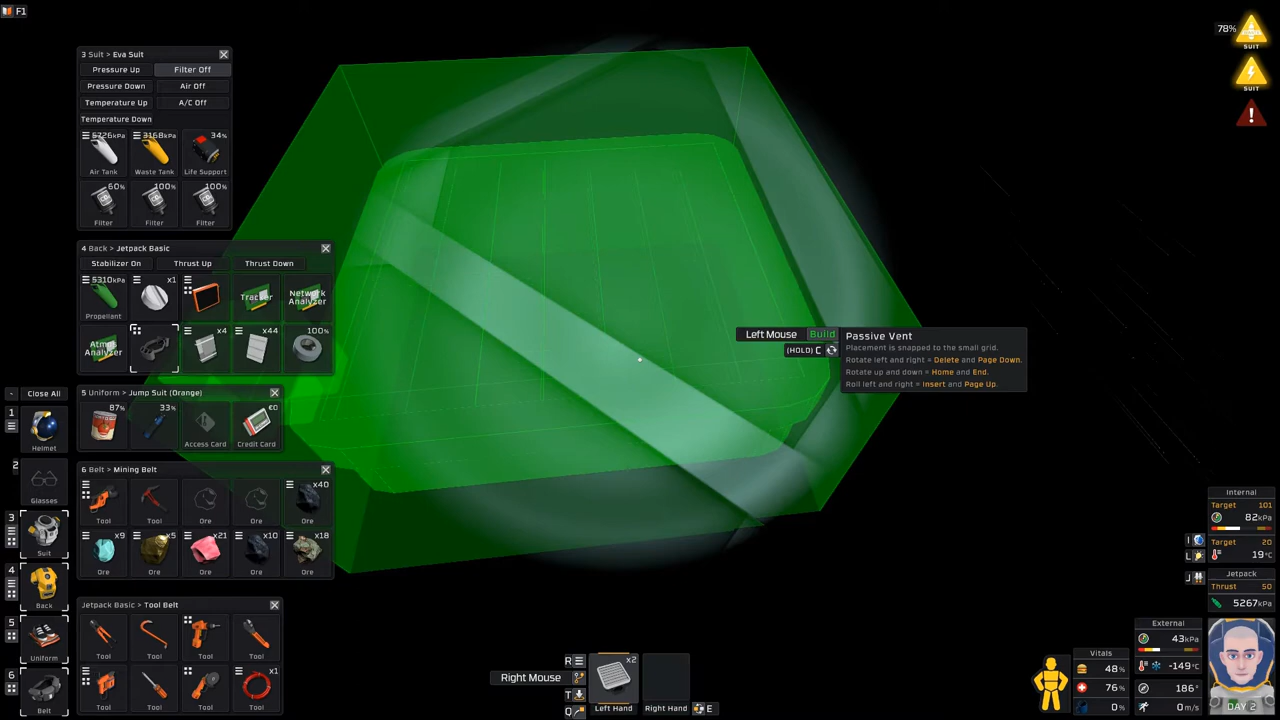 F1
78%
SUIT
SUIT
3 Suit > Eva Suit
Pressure Up
Filter Off
Pressure Down
Air Off
Temperature Up
A/C Off
Temperature Down
3168kPa
34%
Air Tank
Waste Tank
Life Support
60%
100%
100%
Filter
Filter
Filter
4 Back > Jetpack Basic
Stabilizer On
Thrust Up
Thrust Down
5310kPa
x1
Propellant
Tracker
Network
Analyzer
x4
x44
100%
Atmos
Analyzer
5 Uniform > Jump Suit (Orange)
87%
33%
€0
Access Card
Credit Card
6 Belt > Mining Belt
x40
Tool
Tool
Ore
Ore
Ore
x9
x5
x21
x10
x18
Ore
Ore
Ore
Ore
Ore
Jetpack Basic > Tool Belt
Tool
Tool
Tool
Tool
x1
Tool
Tool
Tool
Tool
- Close All
1
Helmet
2
Glasses
3
Suit
4
Back
5
Uniform
6
Belt
Left Mouse Build
(HOLD) C
Passive Vent
Placement is snapped to the small grid.
Rotate left and right = Delete and Page Down.
Rotate up and down = Home and End.
Roll left and right = Insert and Page Up.
R
Right Mouse
T
Q
x2
Left Hand
Right Hand
E
Internal
Target 101
82kPa
Target 20
19°C
I
L
J
Jetpack
Thrust 50
5267kPa
External
43kPa
-149°C
186°
0m/s
Vitals
48%
76%
0%
DAY 2